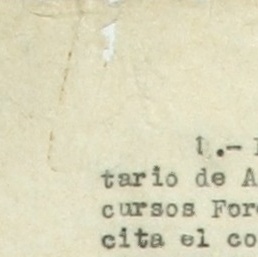 1.-
tario de A
cursos For
cita el co